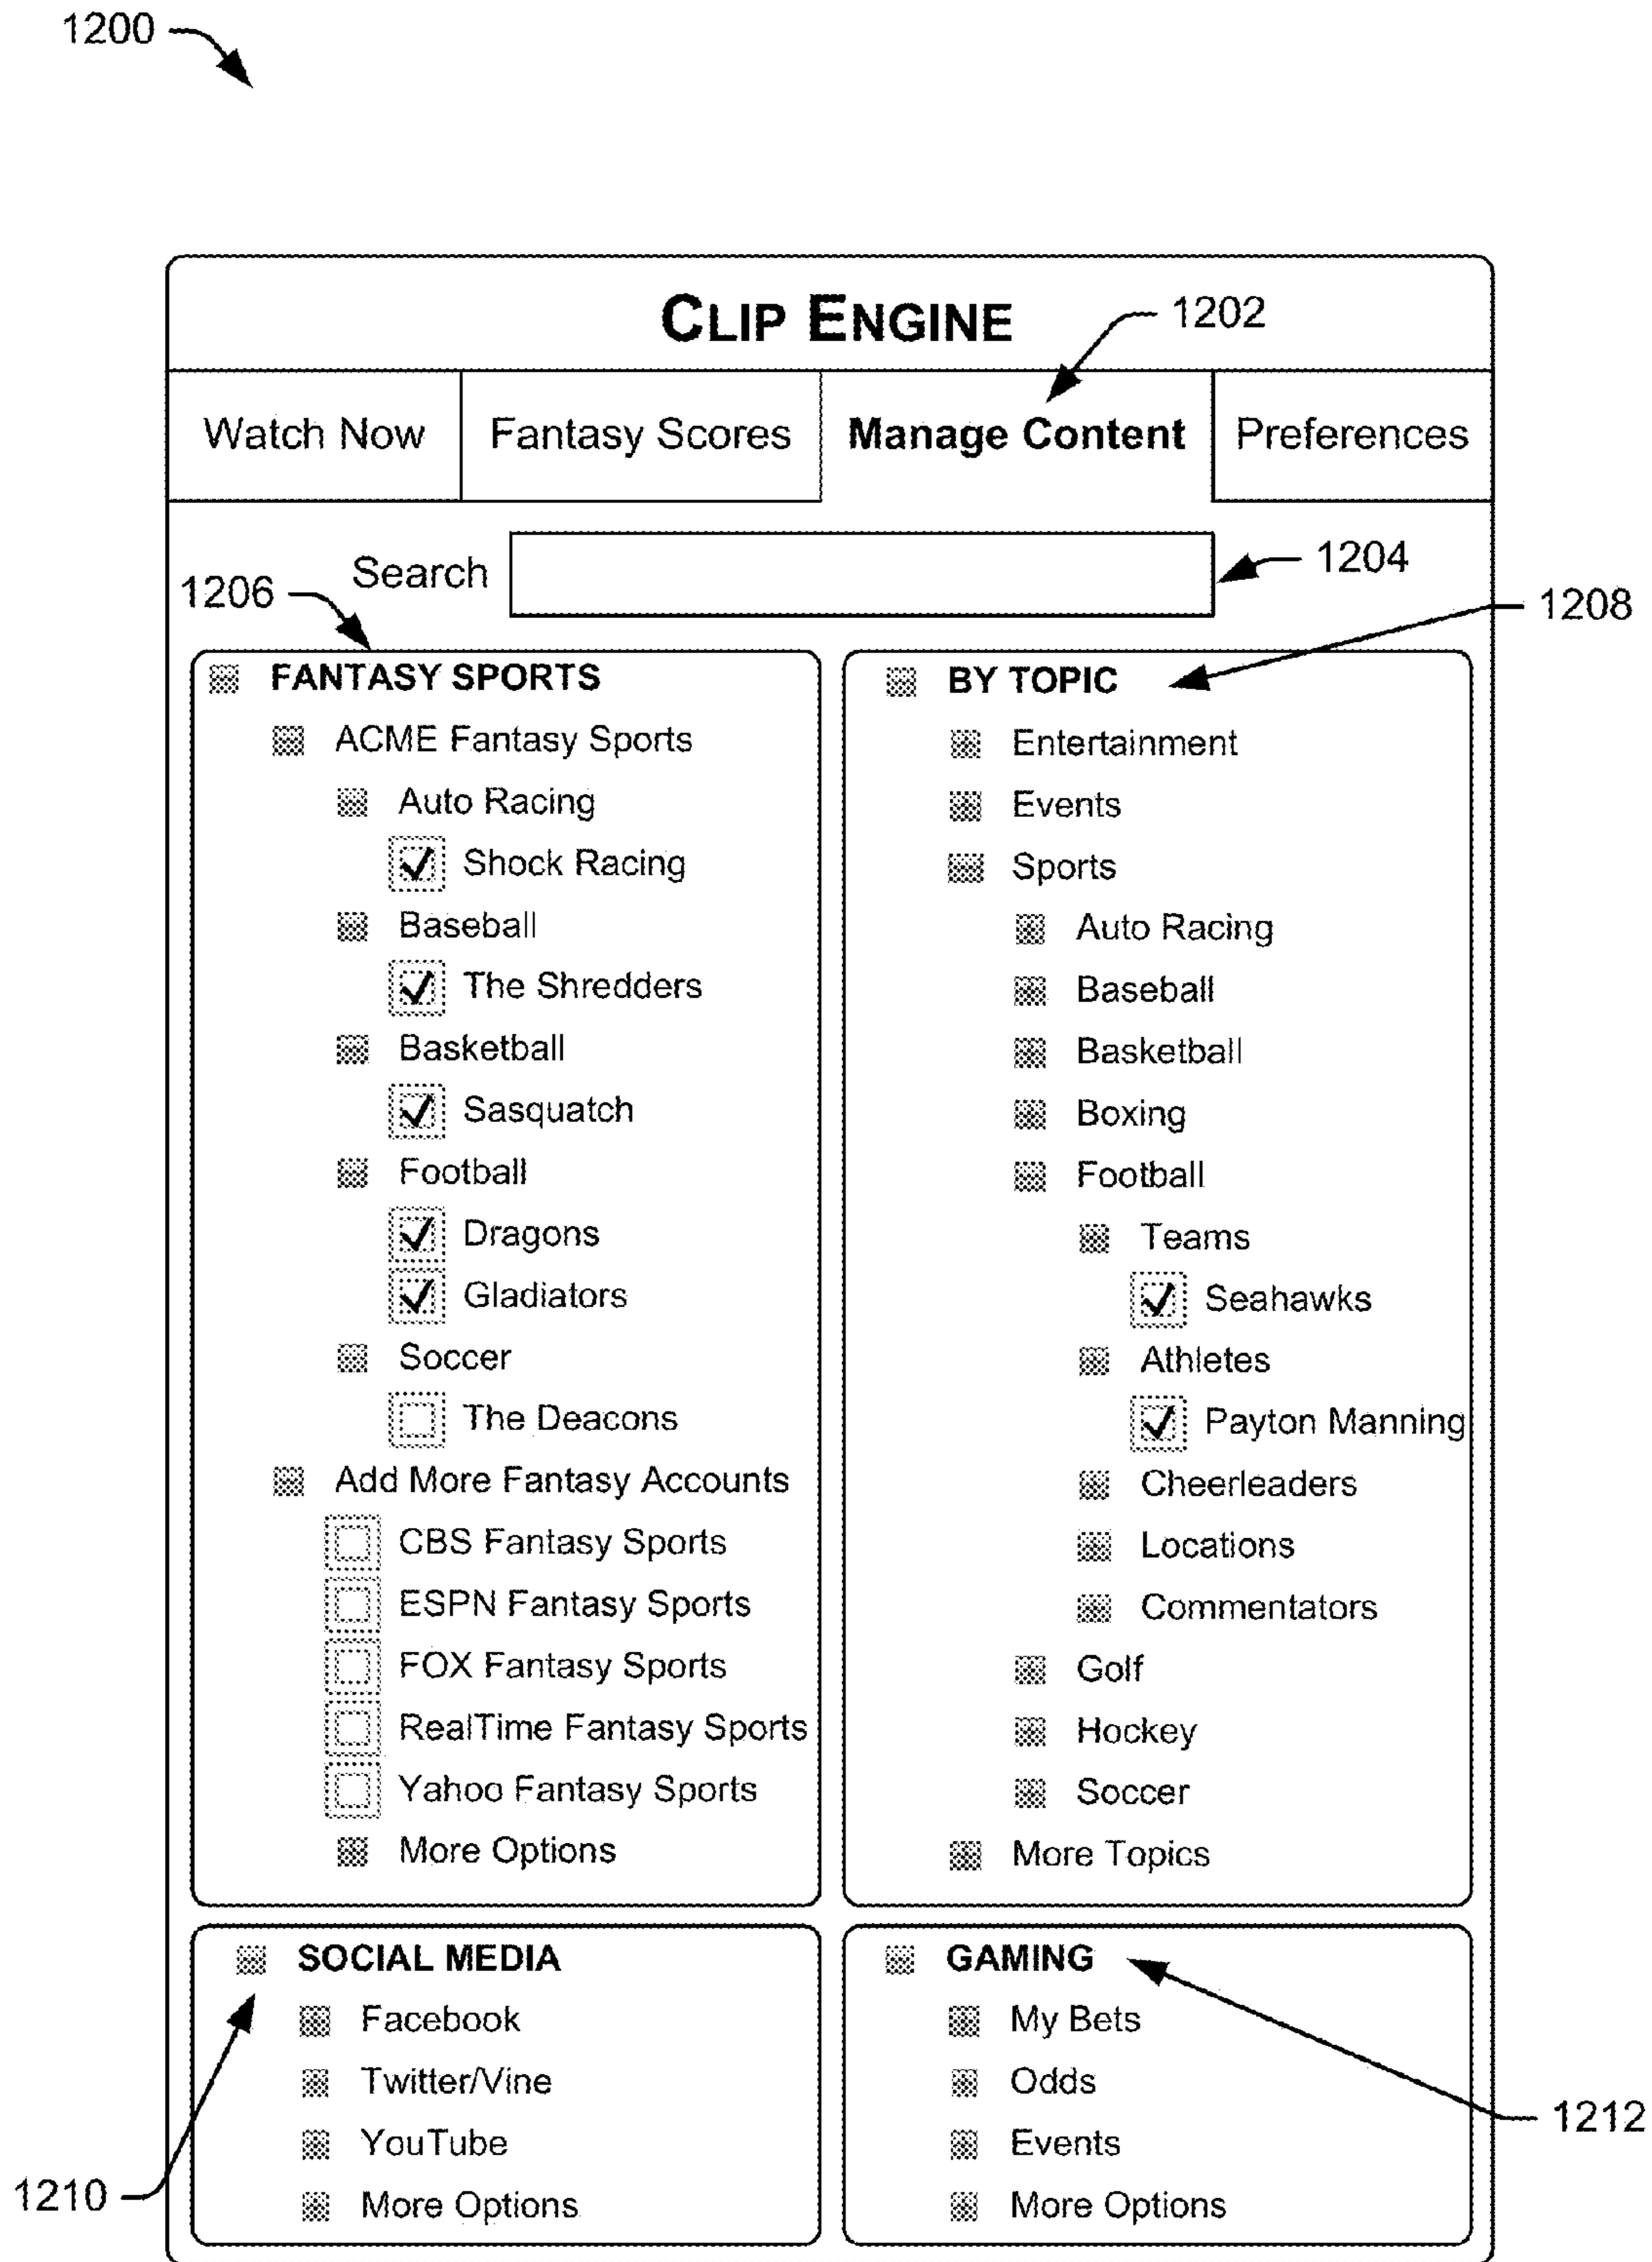 1200
CLIP ENGINE
1202
Watch Now
Fantasy Scores
Manage Content
Preferences
Search
1204
1206
1208
FANTASY SPORTS
ACME Fantasy Sports
Auto Racing
Shock Racing
Baseball
The Shredders
Basketball
Sasquatch
Football
Dragons
Gladiators
Soccer
The Deacons
Add More Fantasy Accounts
CBS Fantasy Sports
ESPN Fantasy Sports
FOX Fantasy Sports
RealTime Fantasy Sports
Yahoo Fantasy Sports
More Options
BY TOPIC
Entertainment
Events
Sports
Auto Racing
Baseball
Basketball
Boxing
Football
Teams
Seahawks
Athletes
Payton Manning
Cheerleaders
Locations
Commentators
Golf
Hockey
Soccer
More Topics
SOCIAL MEDIA
Facebook
Twitter/Vine
YouTube
More Options
1210
GAMING
My Bets
Odds
Events
More Options
1212